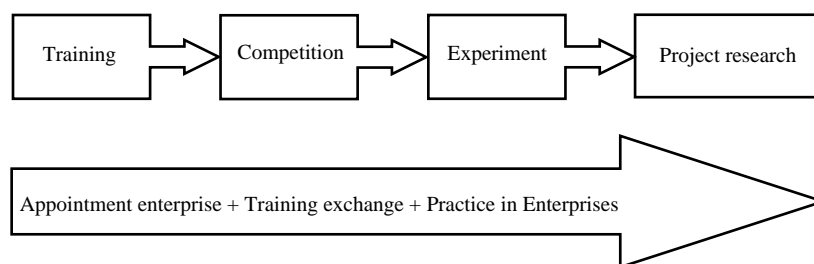 Training
Competition
Experiment
Project research
Appointment enterprise + Training exchange + Practice in Enterprises